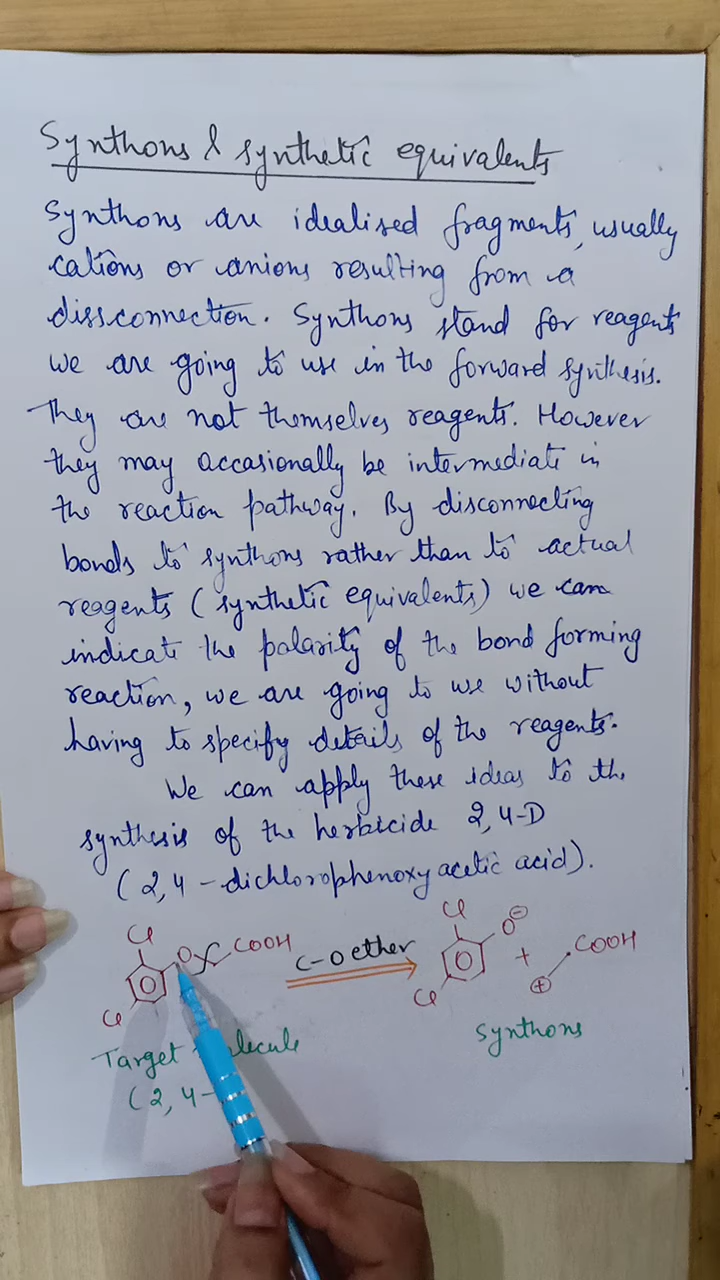 Synthons & synthetic equivalents
Synthons are idealised fragments, usually
cations or anions resulting from a
dissconnection. Synthons stand for reagents
we are going to use in the forward synthesis.
They are not themselves reagents. However
they may accasionally be intermediate in
the reaction pathway. By disconnecting
bonds to synthons rather than to actual
reagents (synthetic equivalents) we can
indicate the polarity of the bond forming
reaction, we are going to use without
having to specify details of the reagents.
We can apply these ideas to the
synthesis of the herbicide 2,4-D
(2,4-dichlorophenoxy acetic acid).
Cl O COOH C-O ether Cl O⊖ + ⊕ COOH
Cl Cl
Target Synthons
(2,4-